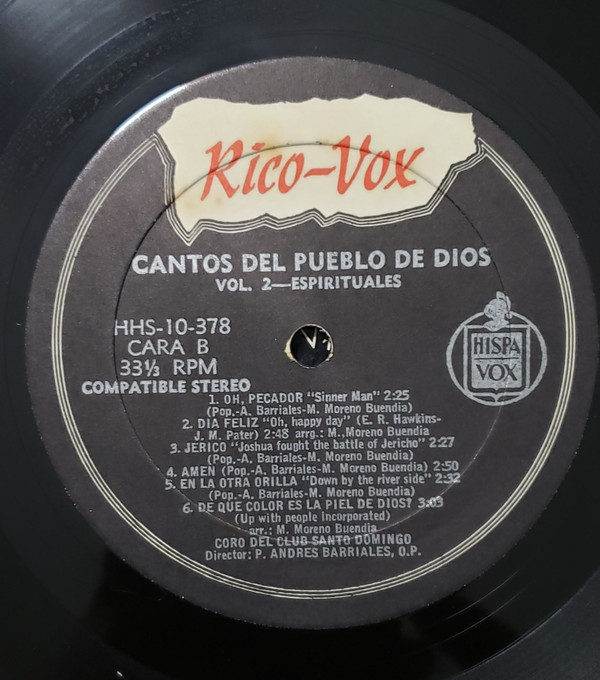 Rico-Vox
CANTOS DEL PUEBLO DE DIOS
VOL. 2—ESPIRITUALES
HHS-10-378
CARA B
33⅓ RPM
COMPATIBLE STEREO
HISPA
VOX
1. OH, PECADOR "Sinner Man" 2:25
(Pop.-A. Barriales-M. Moreno Buendia)
2. DIA FELIZ "Oh, happy day" (E. R. Hawkins-
J. M. Pater) 2:48 arrg.: M. Moreno Buendia
3. JERICO "Joshua fought the battle of Jericho" 2:27
(Pop.-A. Barriales-M. Moreno Buendia)
4. AMEN (Pop.-A. Barriales-M. Moreno Buendia) 2:50
5. EN LA OTRA ORILLA "Down by the river side" 2:32
(Pop.-A. Barriales-M. Moreno Buendia)
6. DE QUE COLOR ES LA PIEL DE DIOS? 3:03
(Up with people Incorporated)
arr.: M. Moreno Buendia
CORO DEL CLUB SANTO DOMINGO
Director: P. ANDRES BARRIALES, O.P.